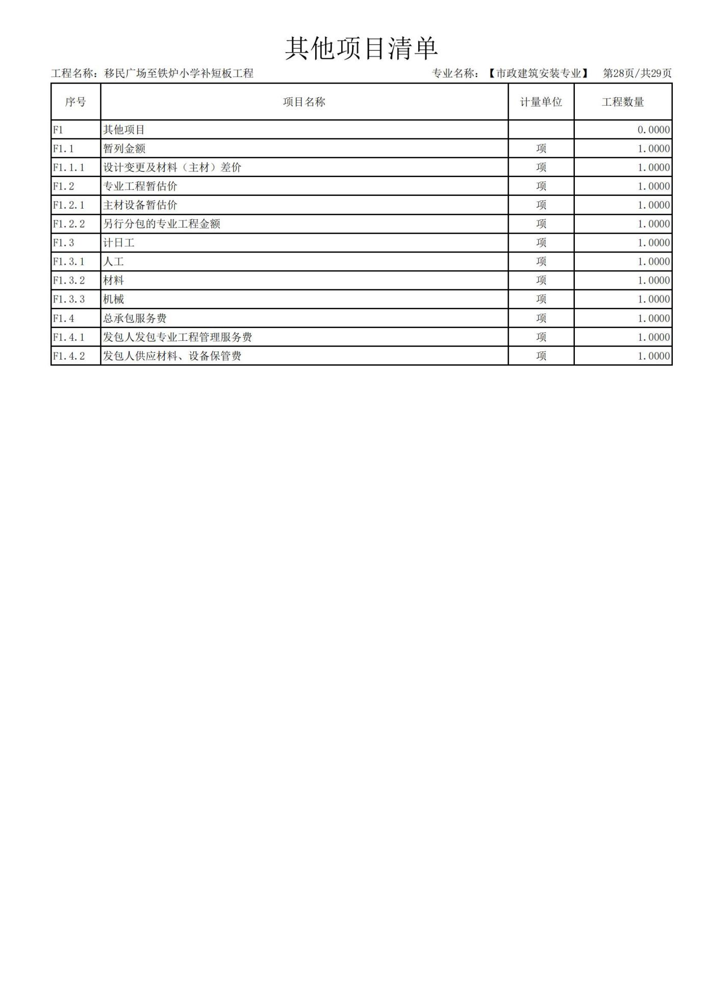 其他项目清单
工程名称：移民广场至铁炉小学补短板工程 专业名称：【市政建筑安装专业】 第28页/共29页
序号 项目名称 计量单位 工程数量
F1 其他项目 0.0000
F1.1 暂列金额 项 1.0000
F1.1.1 设计变更及材料（主材）差价 项 1.0000
F1.2 专业工程暂估价 项 1.0000
F1.2.1 主材设备暂估价 项 1.0000
F1.2.2 另行分包的专业工程金额 项 1.0000
F1.3 计日工 项 1.0000
F1.3.1 人工 项 1.0000
F1.3.2 材料 项 1.0000
F1.3.3 机械 项 1.0000
F1.4 总承包服务费 项 1.0000
F1.4.1 发包人发包专业工程管理服务费 项 1.0000
F1.4.2 发包人供应材料、设备保管费 项 1.0000